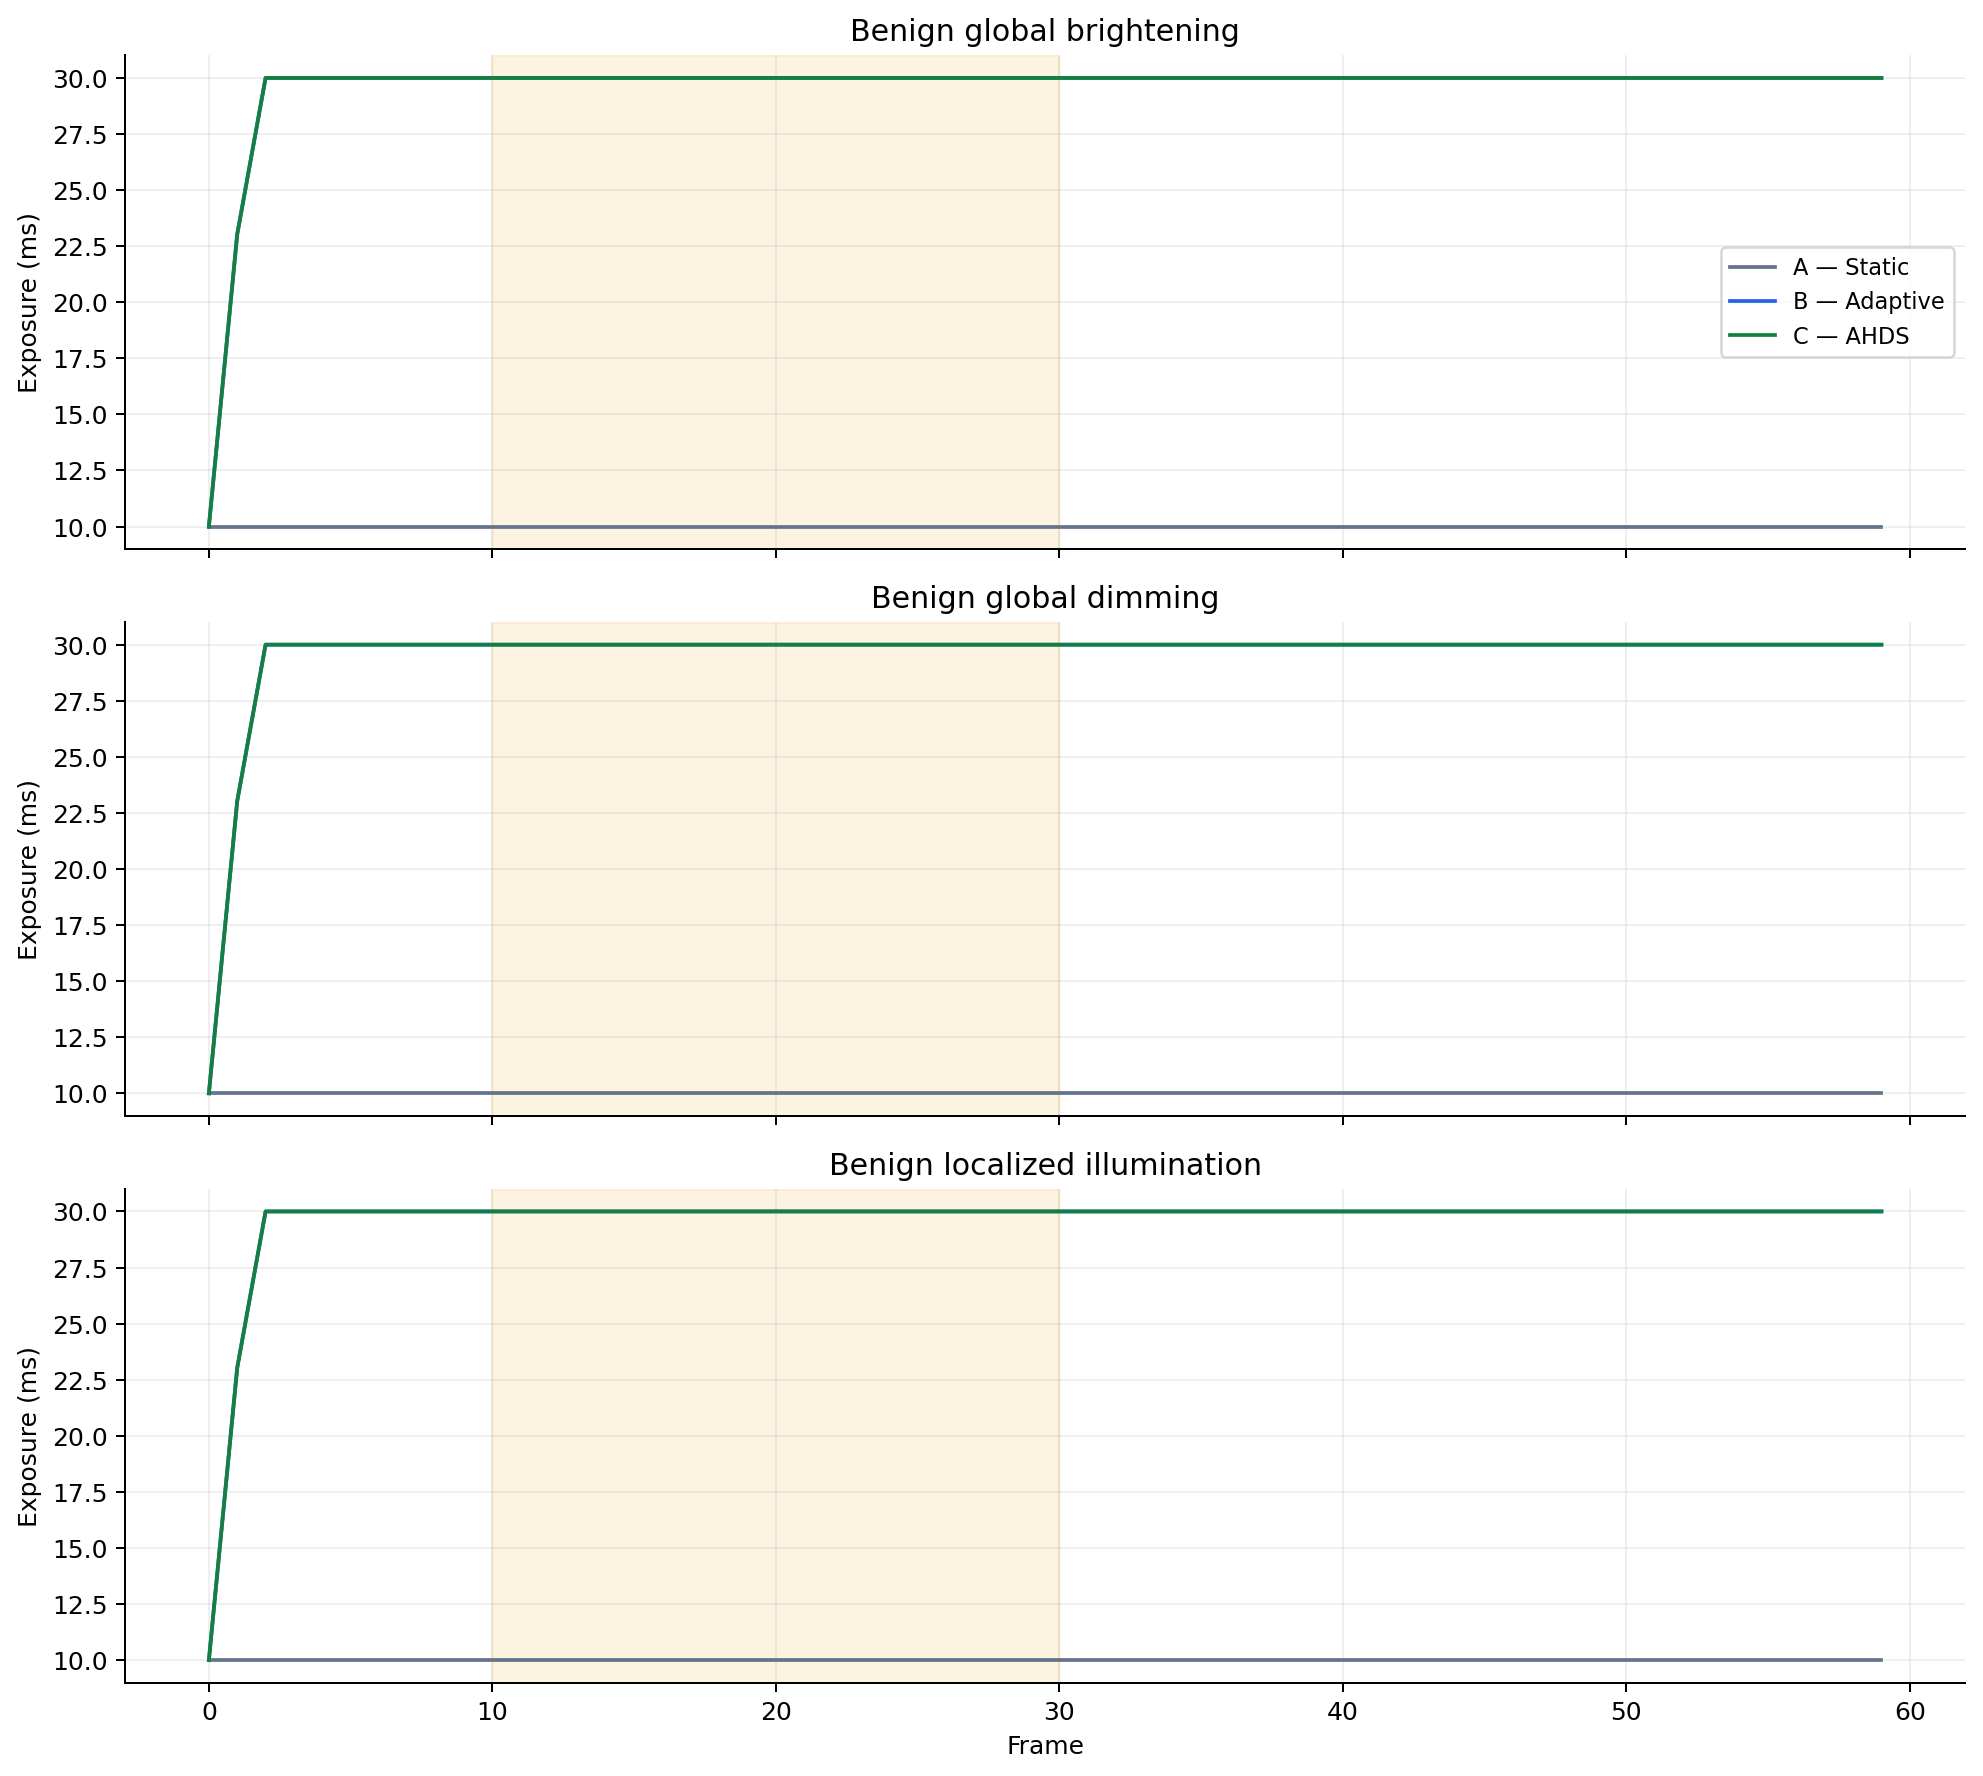 Benign global brightening
30.0
27.5
25.0
22.5
20.0
17.5
15.0
12.5
10.0
Exposure (ms)
A — Static
B — Adaptive
C — AHDS
Benign global dimming
30.0
27.5
25.0
22.5
20.0
17.5
15.0
12.5
10.0
Exposure (ms)
Benign localized illumination
30.0
27.5
25.0
22.5
20.0
17.5
15.0
12.5
10.0
Exposure (ms)
0 10 20 30 40 50 60
Frame